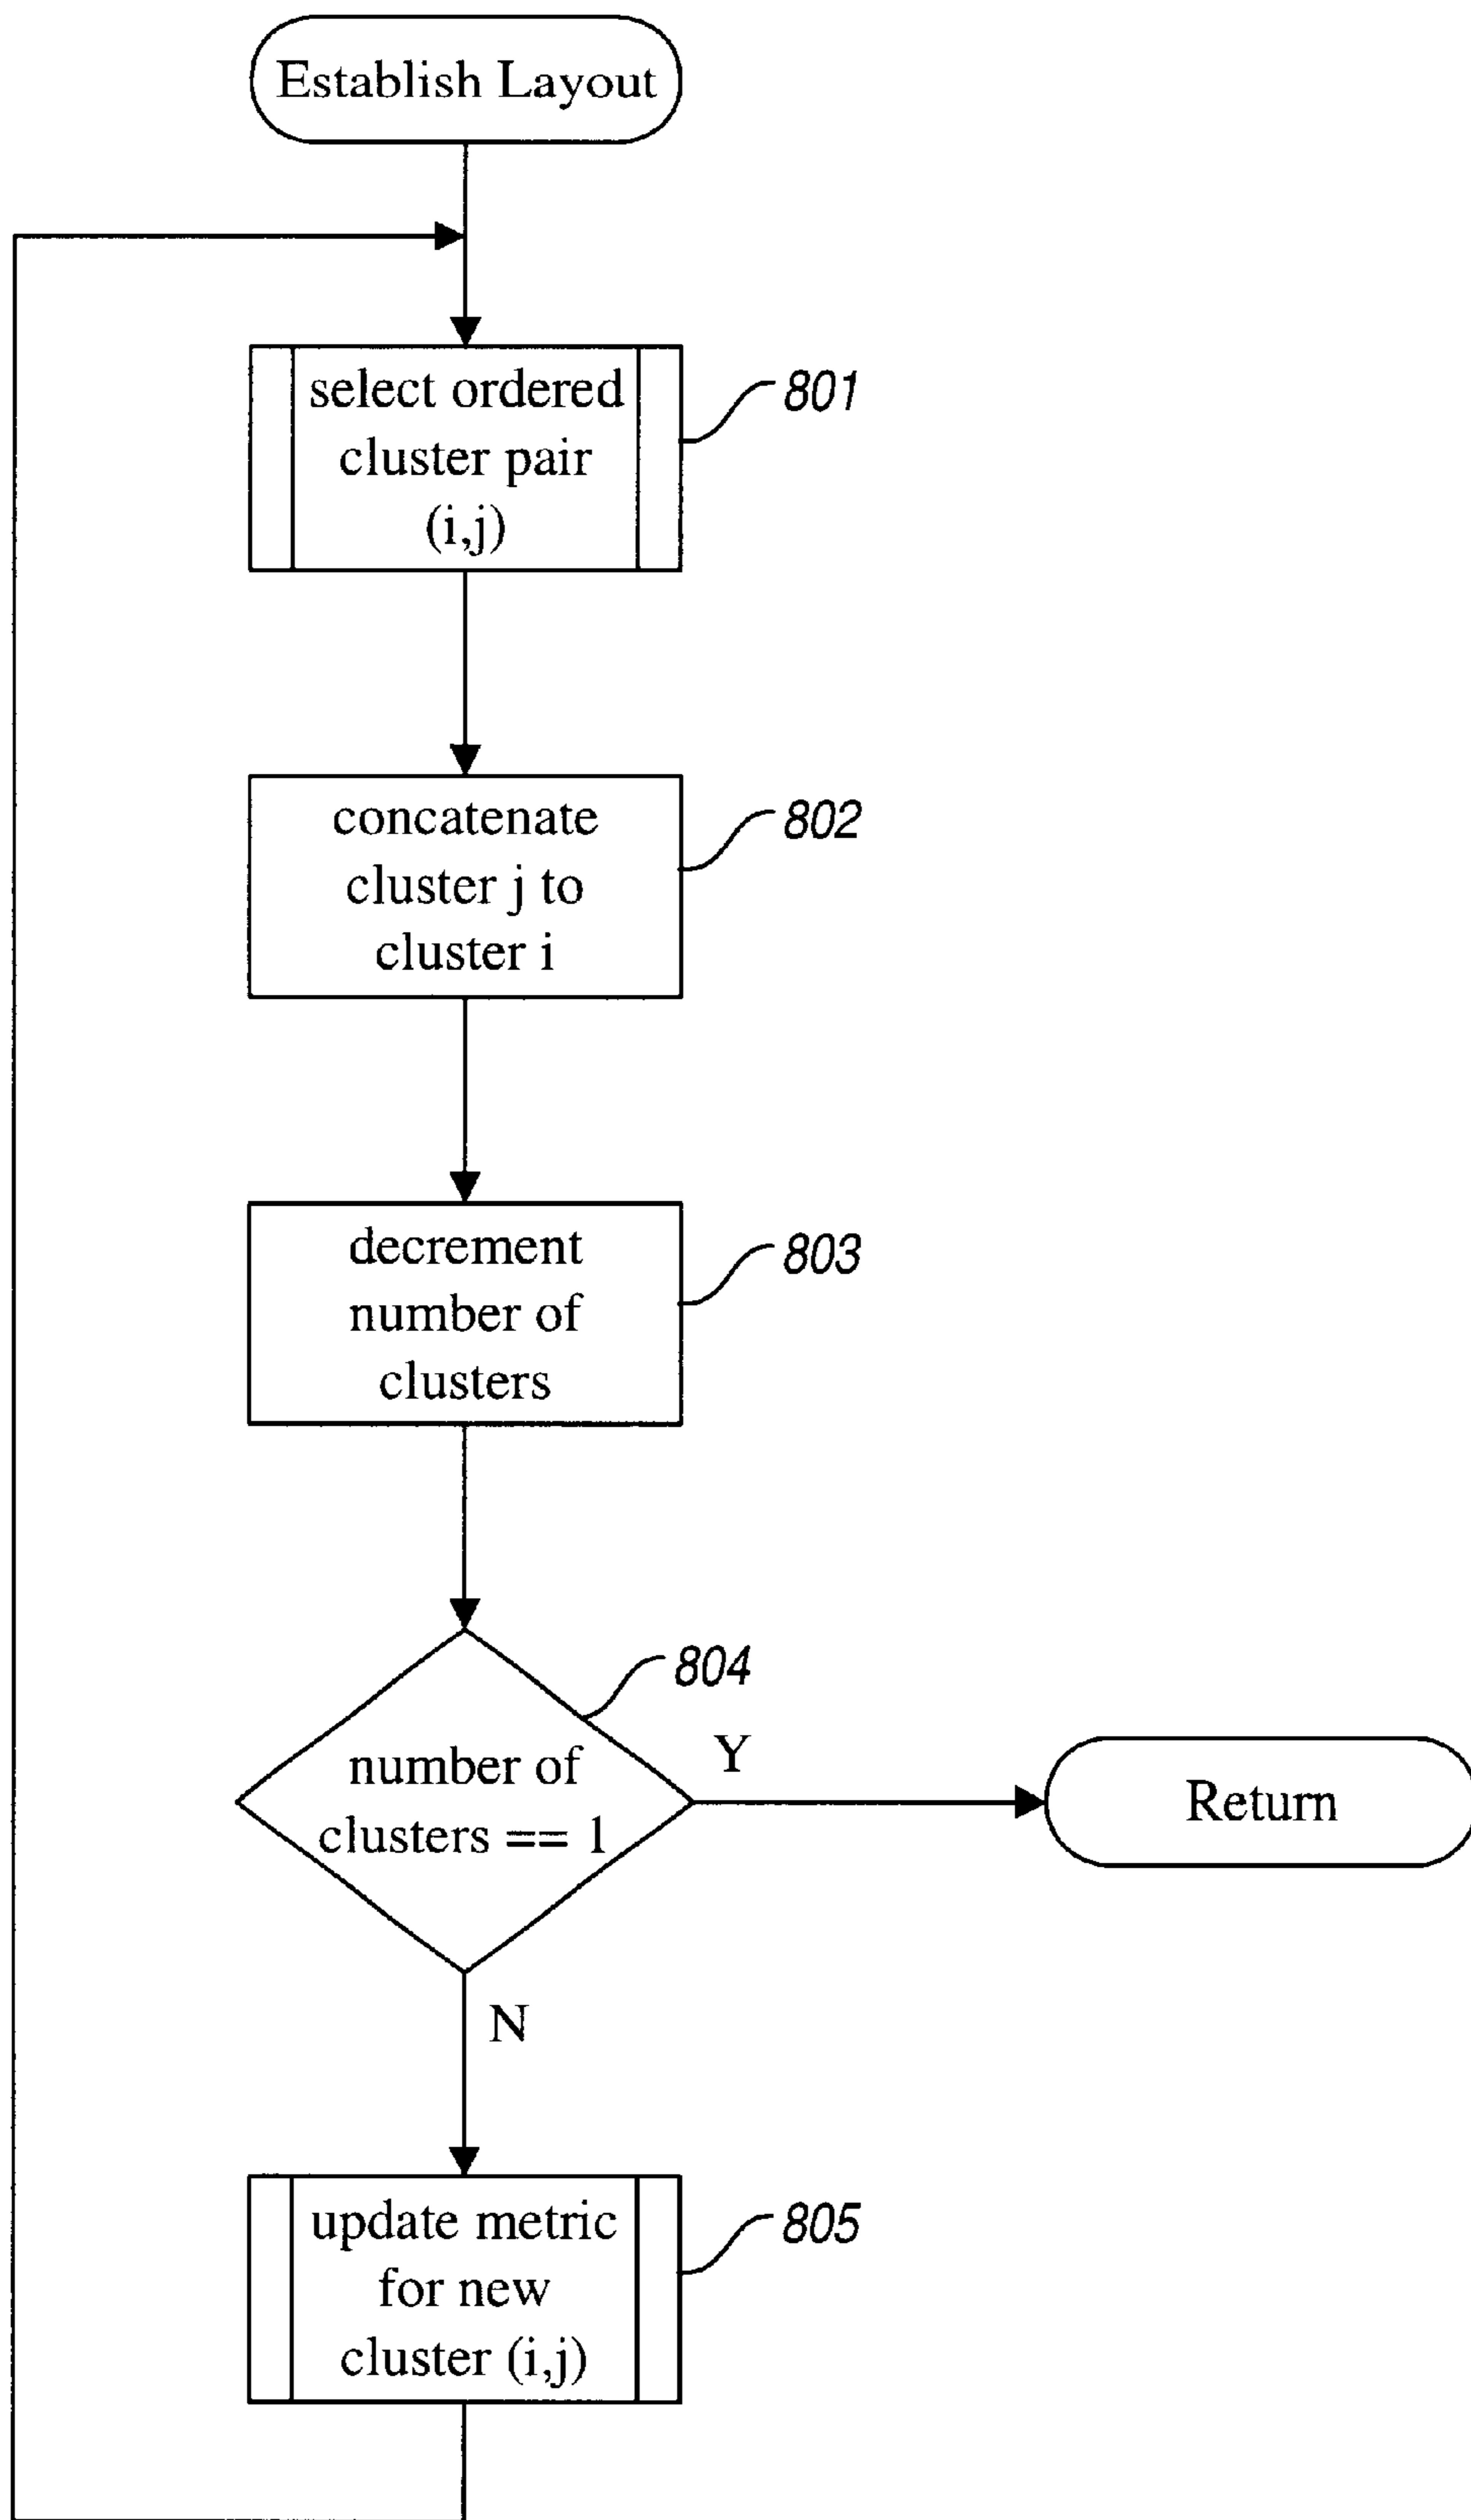 Establish Layout
select ordered
cluster pair
(i,j)
801
concatenate
cluster j to
cluster i
802
decrement
number of
clusters
803
804
number of
clusters == 1
Y
Return
N
update metric
for new
cluster (i,j)
805